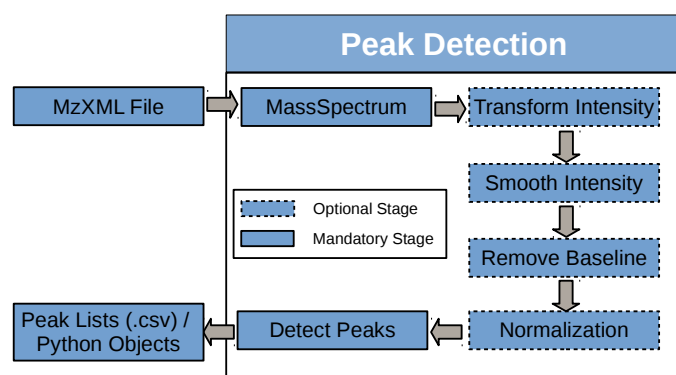 Peak Detection
MzXML File
MassSpectrum
Transform Intensity
Smooth Intensity
Optional Stage
Mandatory Stage
Remove Baseline
Peak Lists (.csv) /
Python Objects
Detect Peaks
Normalization